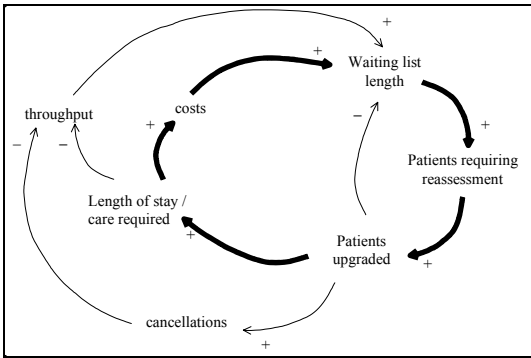 +
Waiting list
length
+
costs
throughput
+
+
−
−
−
Patients requiring
reassessment
Length of stay /
care required
+
Patients
upgraded
+
cancellations
+